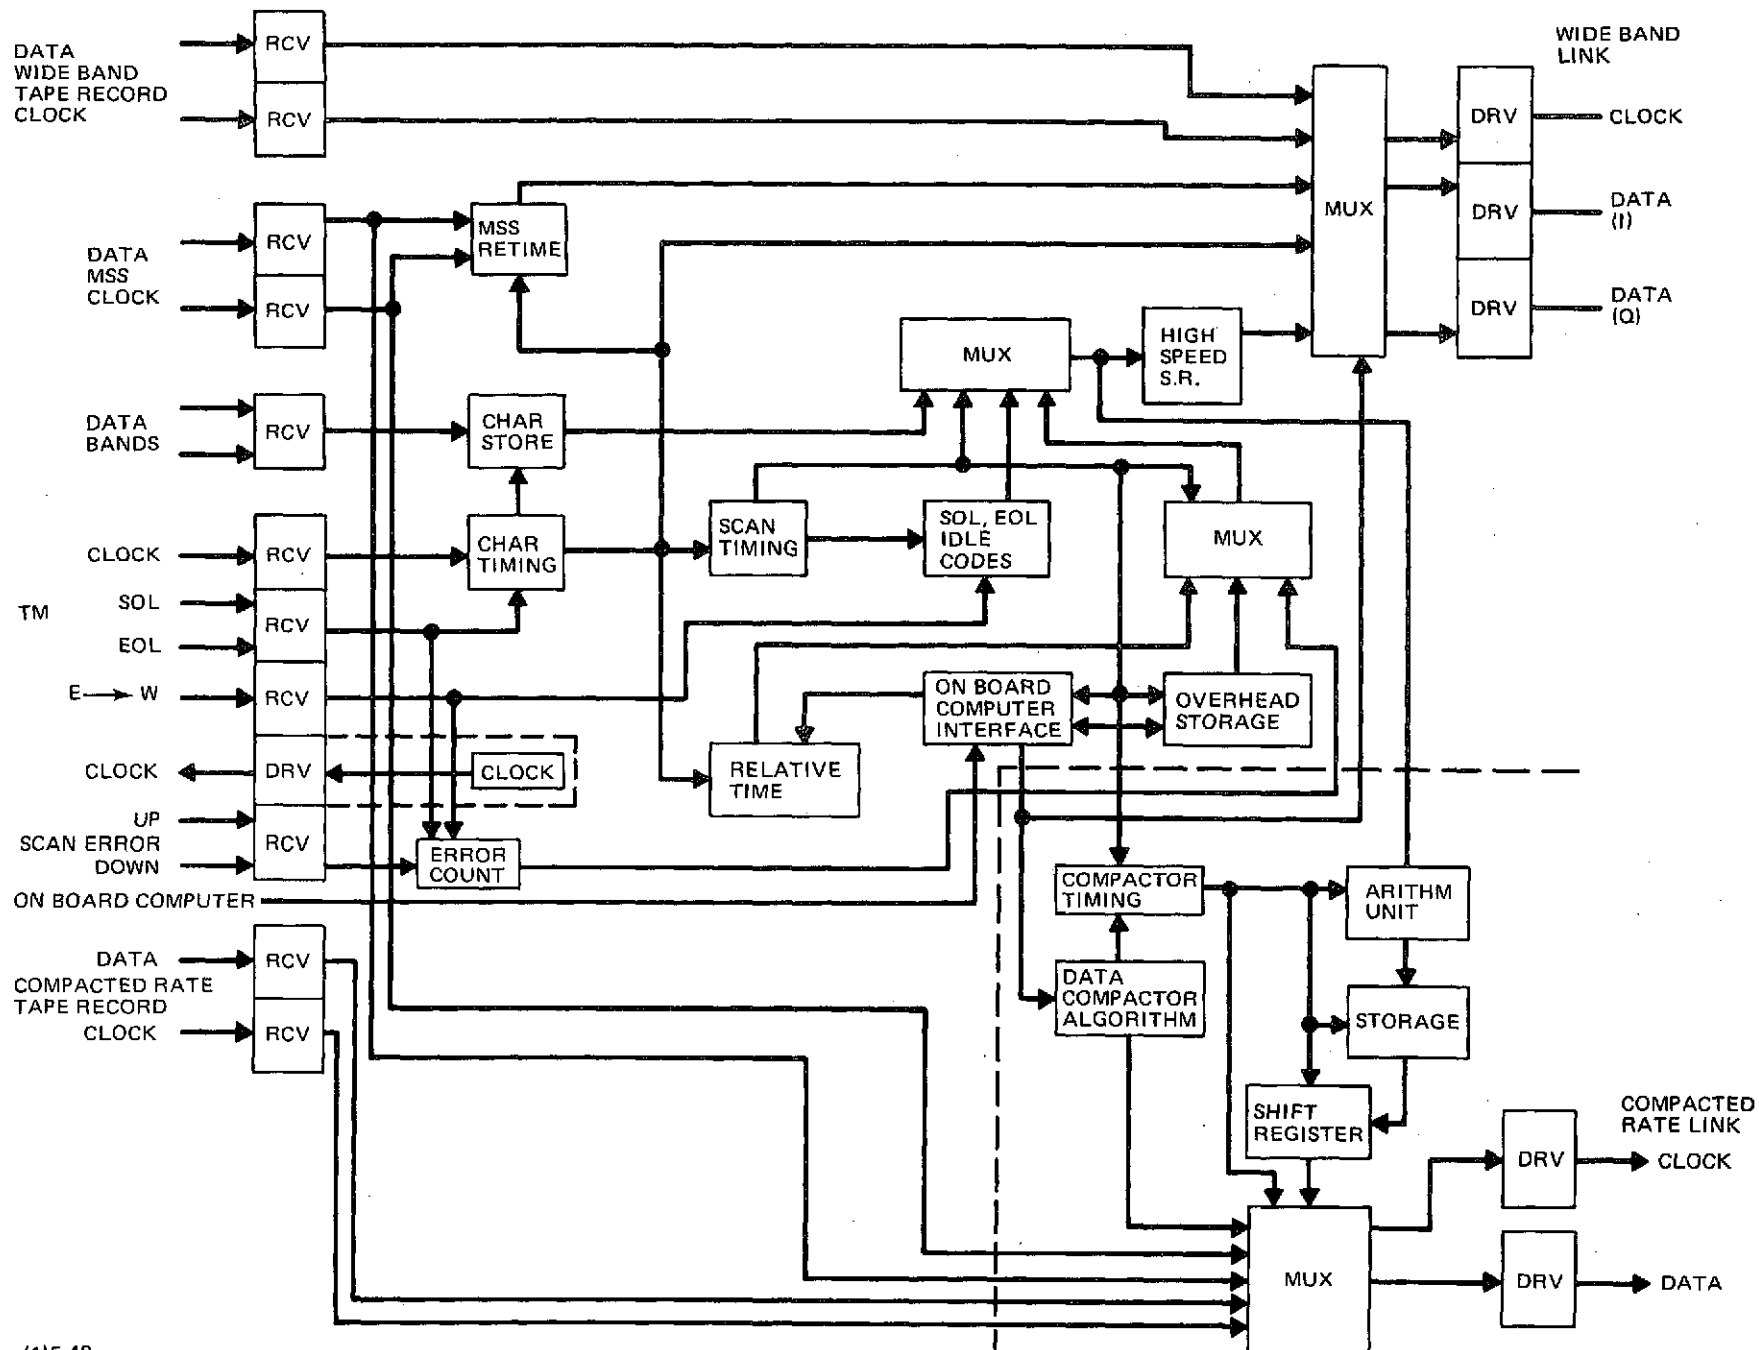 DATA
WIDE BAND
TAPE RECORD
CLOCK
RCV
RCV
WIDE BAND
LINK
MUX
DRV
CLOCK
DRV
DATA
(I)
DRV
DATA
(Q)
DATA
MSS
CLOCK
RCV
RCV
MSS
RETIME
MUX
HIGH
SPEED
S.R.
DATA
BANDS
RCV
CHAR
STORE
CLOCK
RCV
CHAR
TIMING
SCAN
TIMING
SOL, EOL
IDLE
CODES
MUX
TM
SOL
EOL
RCV
E → W
RCV
ON BOARD
COMPUTER
INTERFACE
OVERHEAD
STORAGE
CLOCK
DRV
CLOCK
RELATIVE
TIME
UP
SCAN ERROR
DOWN
RCV
ERROR
COUNT
ON BOARD COMPUTER
COMPACTOR
TIMING
ARITHM
UNIT
DATA
COMPACTED RATE
TAPE RECORD
CLOCK
RCV
RCV
DATA
COMPACTOR
ALGORITHM
STORAGE
SHIFT
REGISTER
COMPACTED
RATE LINK
DRV
CLOCK
MUX
DRV
DATA